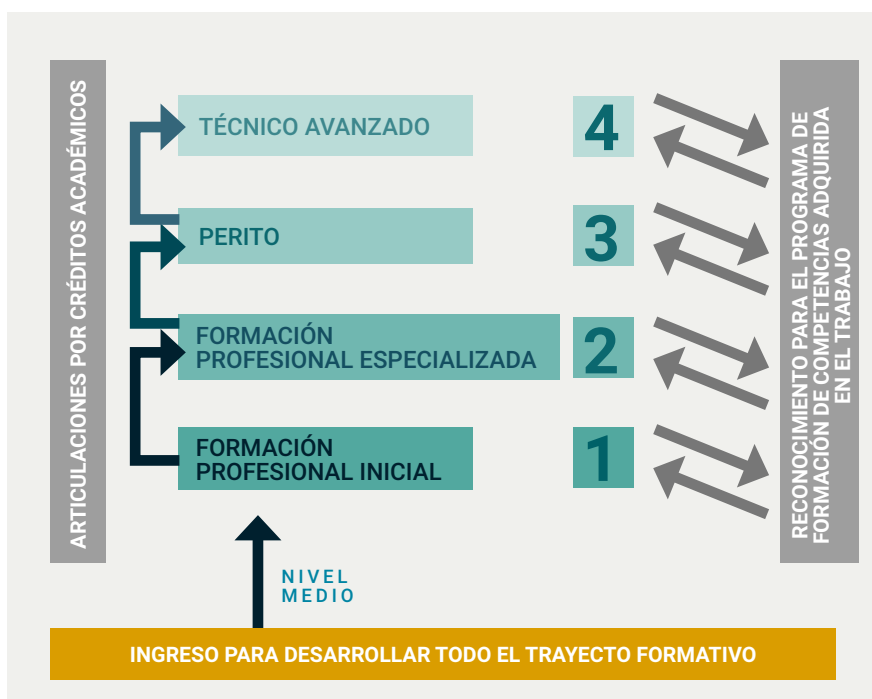 ARTICULACIONES POR CRÉDITOS ACADÉMICOS
TÉCNICO AVANZADO
4
PERITO
3
FORMACIÓN
PROFESIONAL ESPECIALIZADA
2
FORMACIÓN
PROFESIONAL INICIAL
1
RECONOCIMIENTO PARA EL PROGRAMA DE
FORMACIÓN DE COMPETENCIAS ADQUIRIDA
EN EL TRABAJO
NIVEL
MEDIO
INGRESO PARA DESARROLLAR TODO EL TRAYECTO FORMATIVO